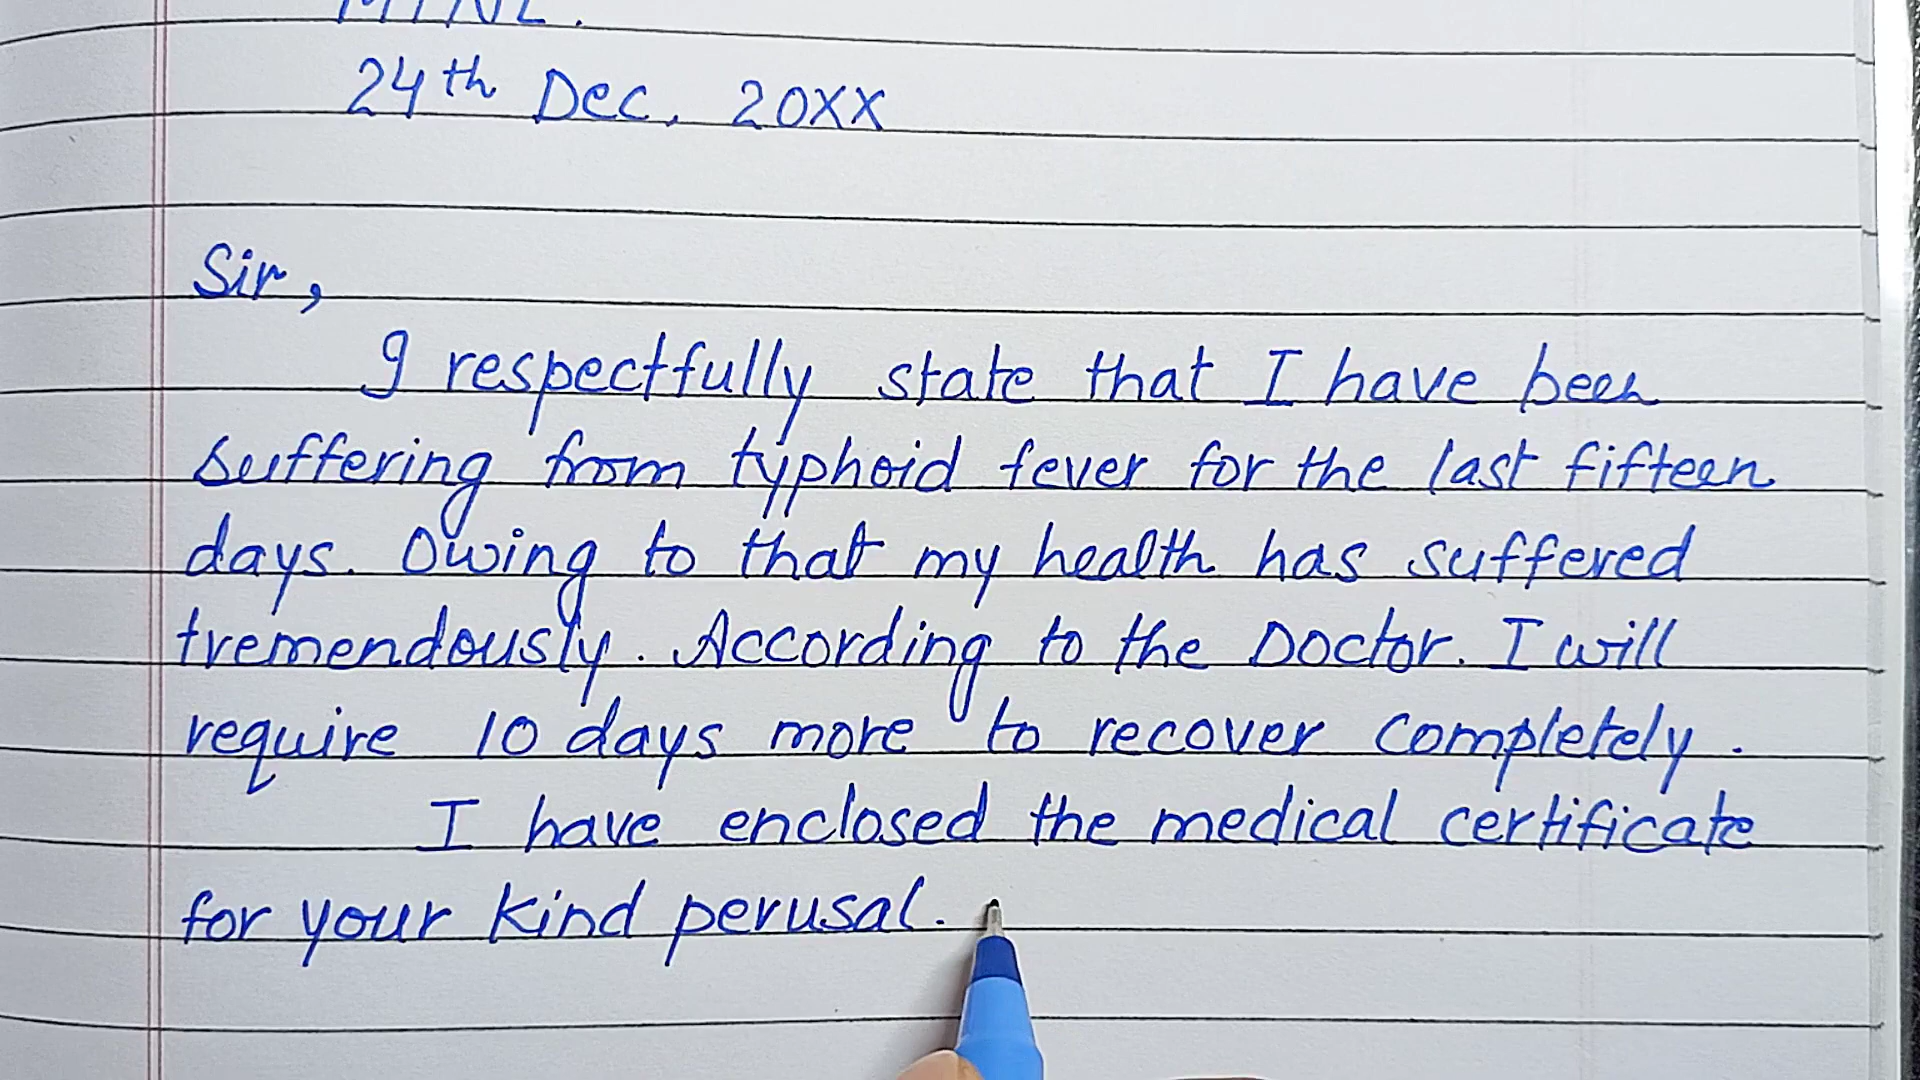 24th Dec. 20XX
Sir,
I respectfully state that I have been
suffering from typhoid fever for the last fifteen
days. Owing to that my health has suffered
tremendously. According to the Doctor. I will
require 10 days more to recover completely.
I have enclosed the medical certificate
for your kind perusal.